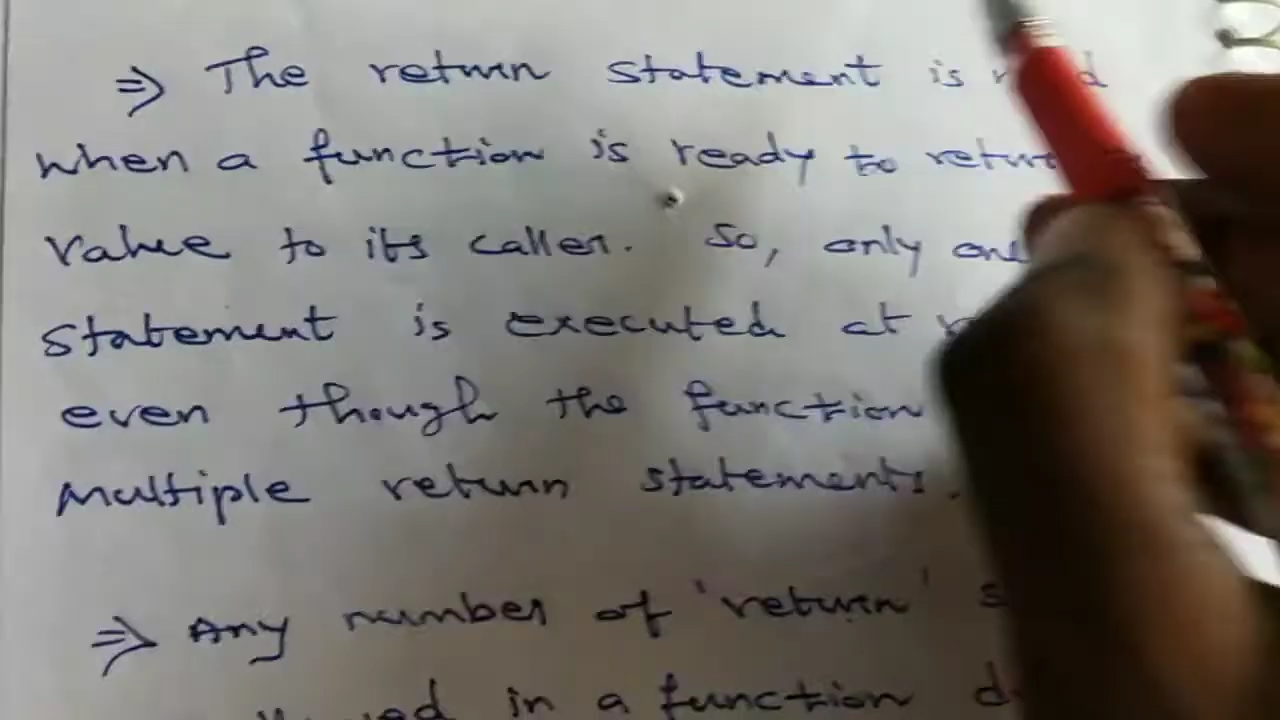 ⇒ The return statement is
when a function is ready to
value to its caller. So, only one
statement is executed at
even though the function
multiple return statements.
⇒ Any number of 'return'
in a function